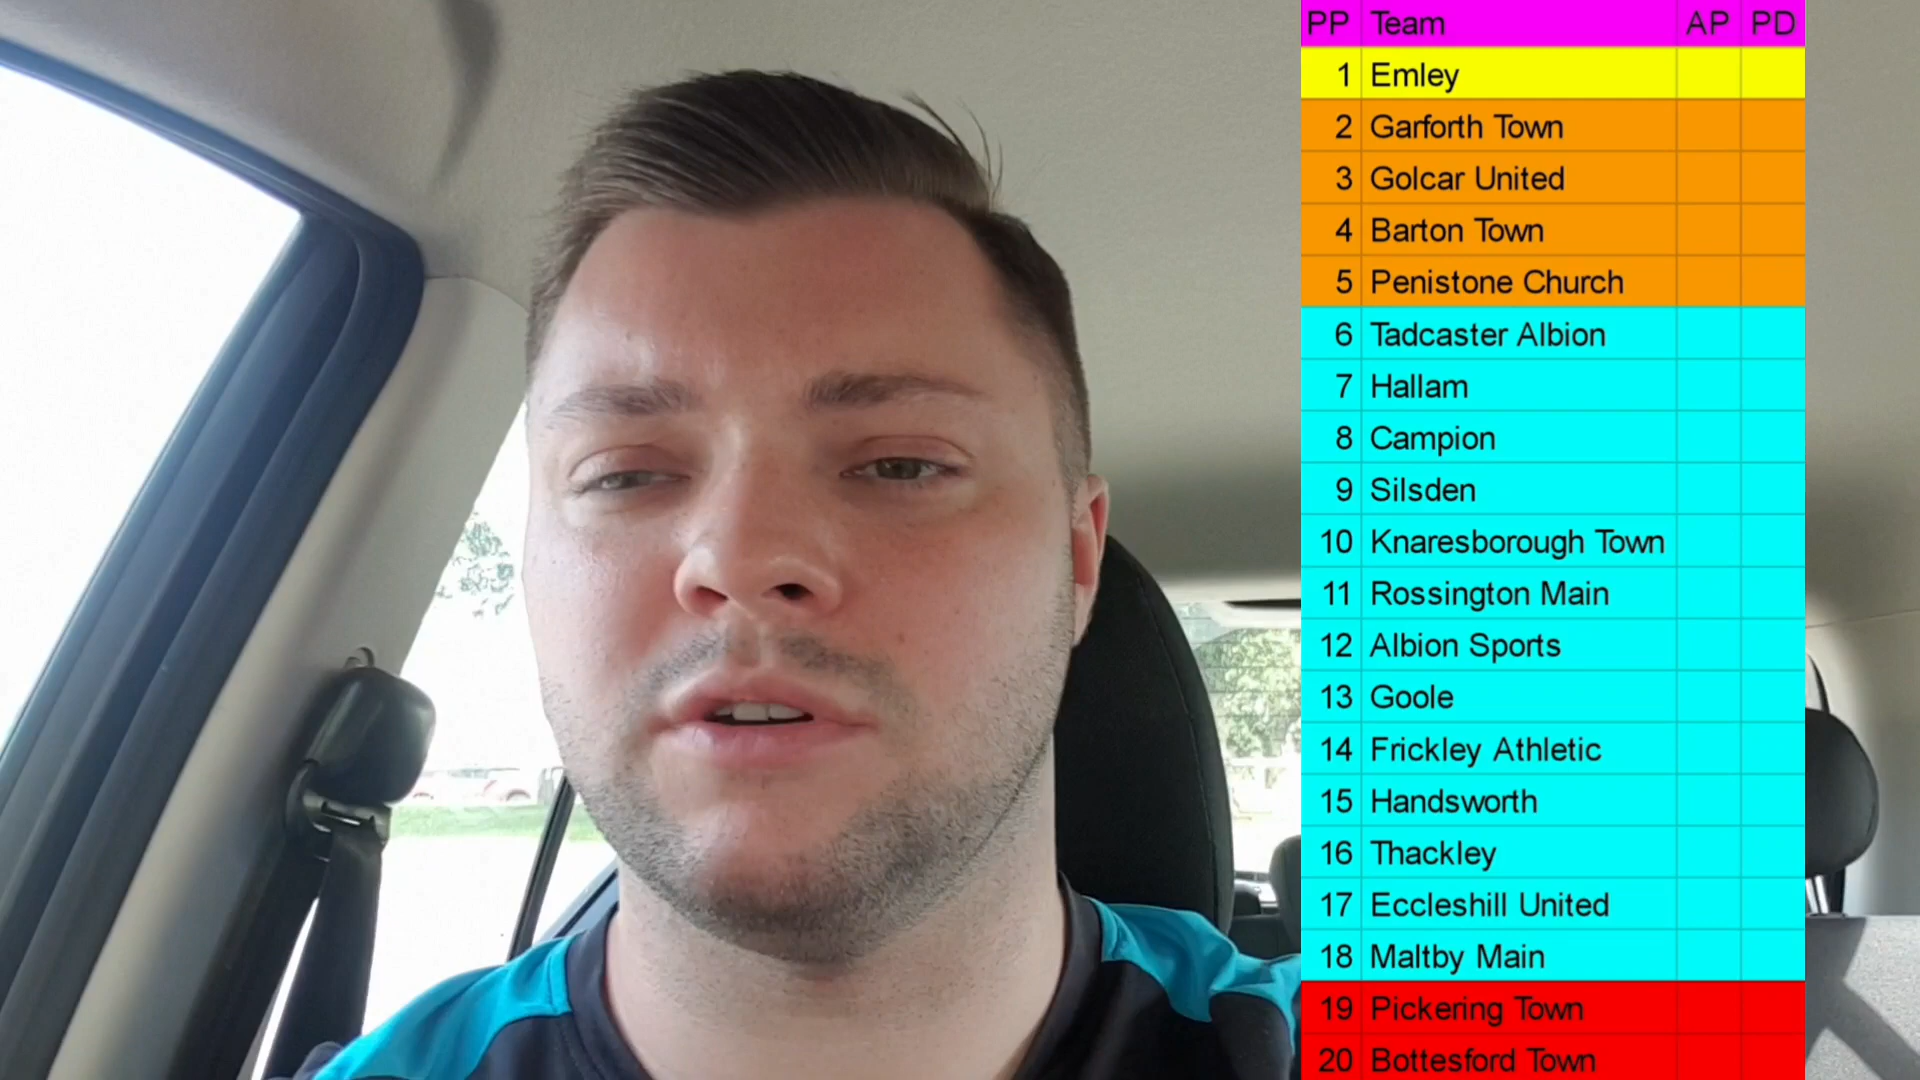 PP Team AP PD
1 Emley
2 Garforth Town
3 Golcar United
4 Barton Town
5 Penistone Church
6 Tadcaster Albion
7 Hallam
8 Campion
9 Silsden
10 Knaresborough Town
11 Rossington Main
12 Albion Sports
13 Goole
14 Frickley Athletic
15 Handsworth
16 Thackley
17 Eccleshill United
18 Maltby Main
19 Pickering Town
20 Bottesford Town